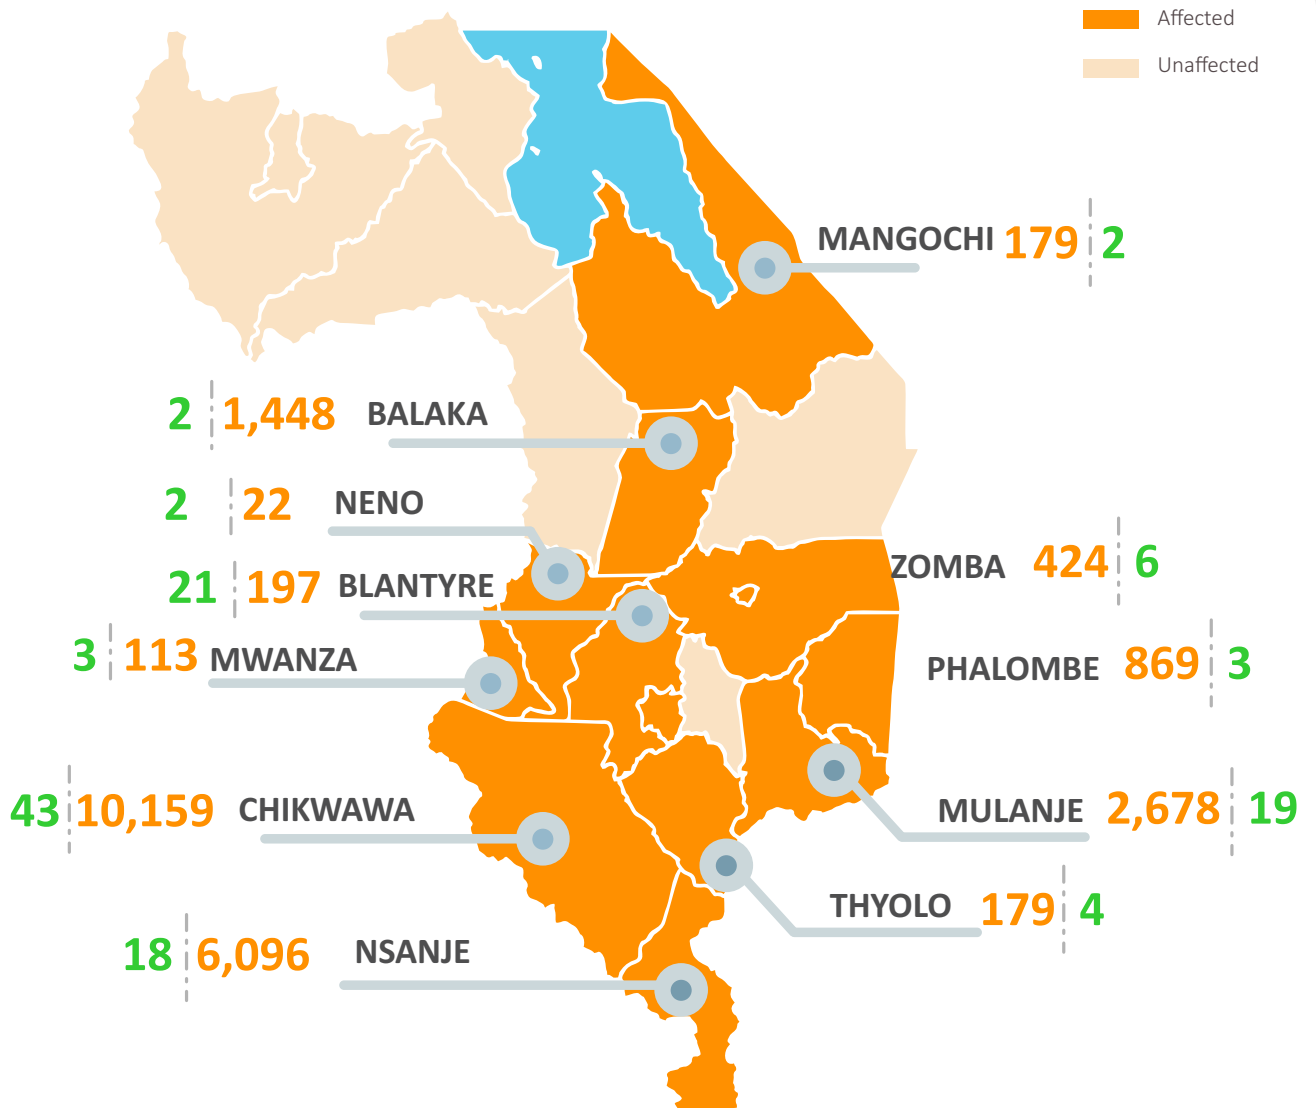 Affected
Unaffected
MANGOCHI 179 2
2 1,448 BALAKA
2 22 NENO
21 197 BLANTYRE
ZOMBA 424 6
3 113 MWANZA
PHALOMBE 869 3
43 10,159 CHIKWAWA
MULANJE 2,678 19
THYOLO 179 4
18 6,096 NSANJE